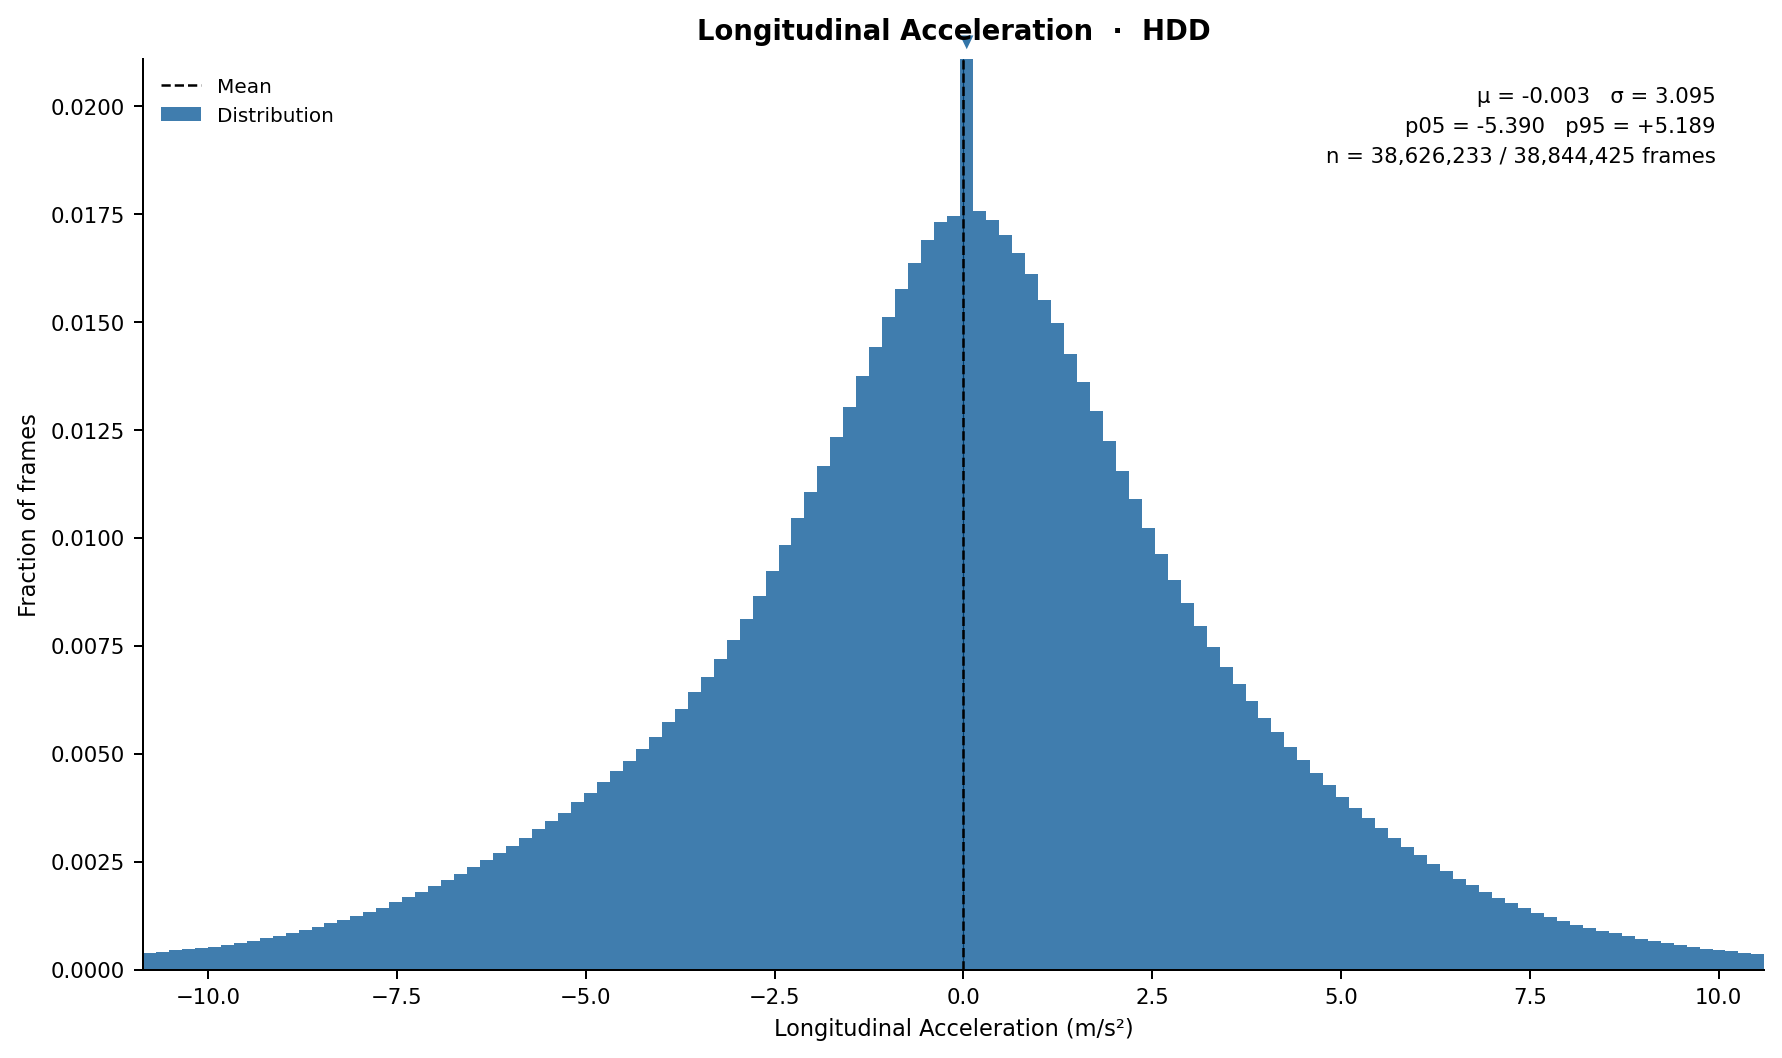 Longitudinal Acceleration · HDD
Mean
Distribution
μ = -0.003 σ = 3.095
p05 = -5.390 p95 = +5.189
n = 38,626,233 / 38,844,425 frames
Fraction of frames
0.0200
0.0175
0.0150
0.0125
0.0100
0.0075
0.0050
0.0025
0.0000
−10.0 −7.5 −5.0 −2.5 0.0 2.5 5.0 7.5 10.0
Longitudinal Acceleration (m/s²)